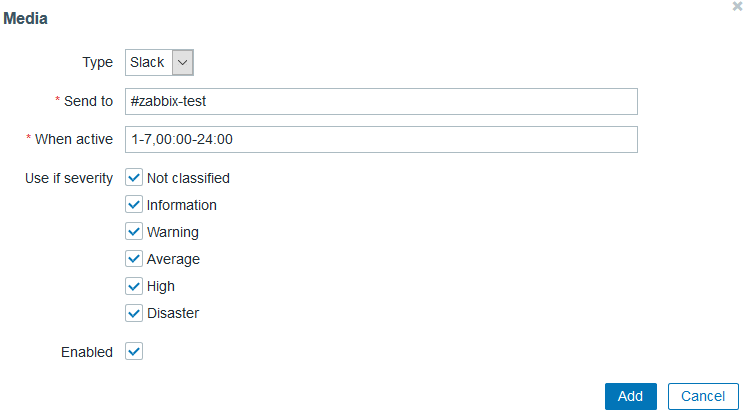 Media
Type Slack
* Send to #zabbix-test
* When active 1-7,00:00-24:00
Use if severity Not classified
Information
Warning
Average
High
Disaster
Enabled
Add Cancel